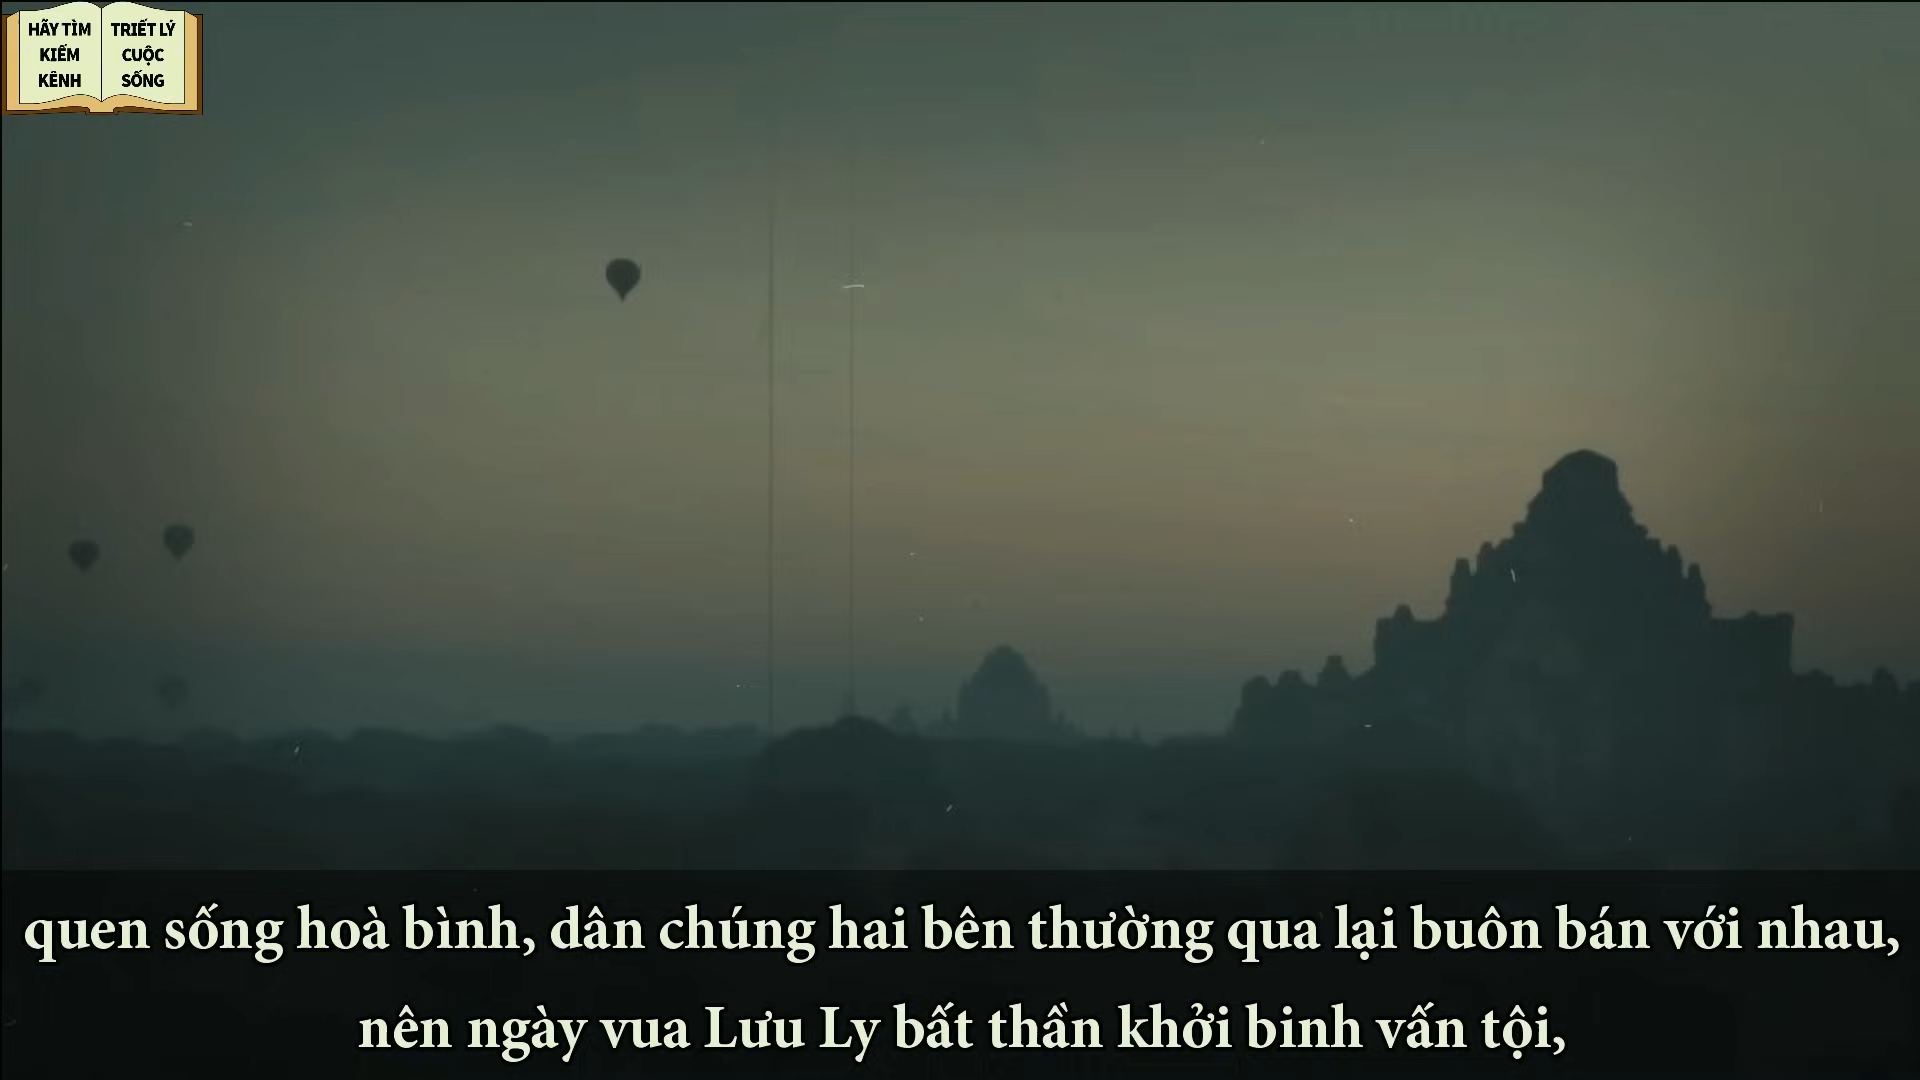 HÃY TÌM
KIẾM
KÊNH
TRIẾT LÝ
CUỘC
SỐNG
quen sống hoà bình, dân chúng hai bên thường qua lại buôn bán với nhau,
nên ngày vua Lưu Ly bất thần khởi binh vấn tội,